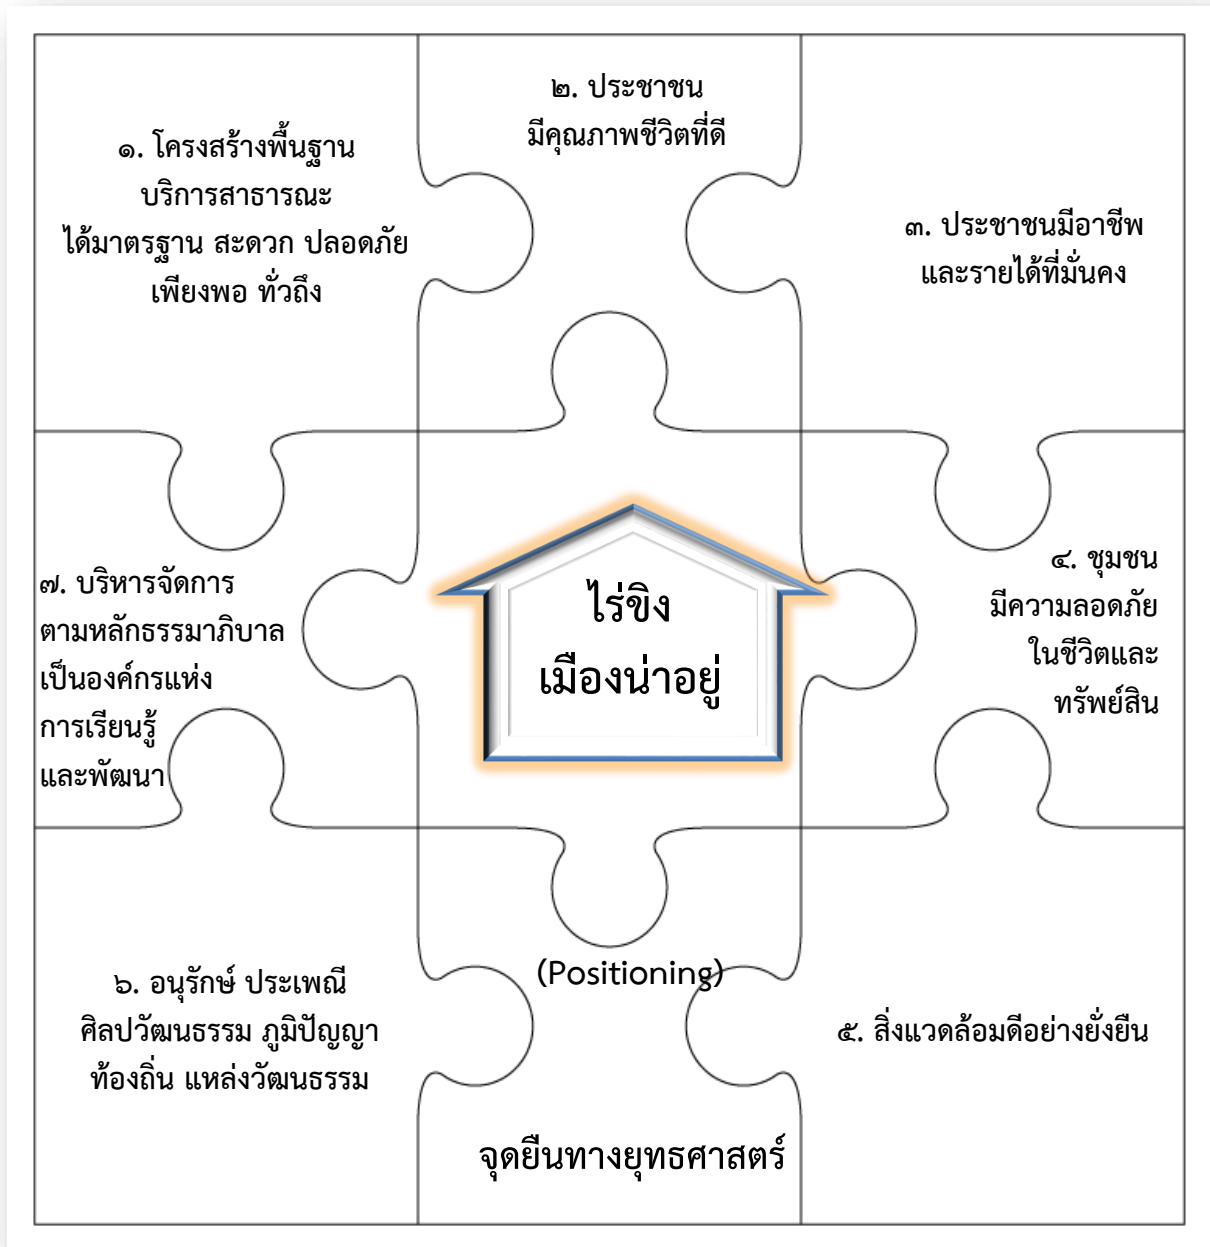 ๑. โครงสร้างพื้นฐาน
บริการสาธารณะ
ได้มาตรฐาน สะดวก ปลอดภัย
เพียงพอ ทั่วถึง
๒. ประชาชน
มีคุณภาพชีวิตที่ดี
๓. ประชาชนมีอาชีพ
และรายได้ที่มั่นคง
๗. บริหารจัดการ
ตามหลักธรรมาภิบาล
เป็นองค์กรแห่ง
การเรียนรู้
และพัฒนา
ไร่ขิง
เมืองน่าอยู่
๔. ชุมชน
มีความลอดภัย
ในชีวิตและ
ทรัพย์สิน
๖. อนุรักษ์ ประเพณี
ศิลปวัฒนธรรม ภูมิปัญญา
ท้องถิ่น แหล่งวัฒนธรรม
(Positioning)
จุดยืนทางยุทธศาสตร์
๕. สิ่งแวดล้อมดีอย่างยั่งยืน